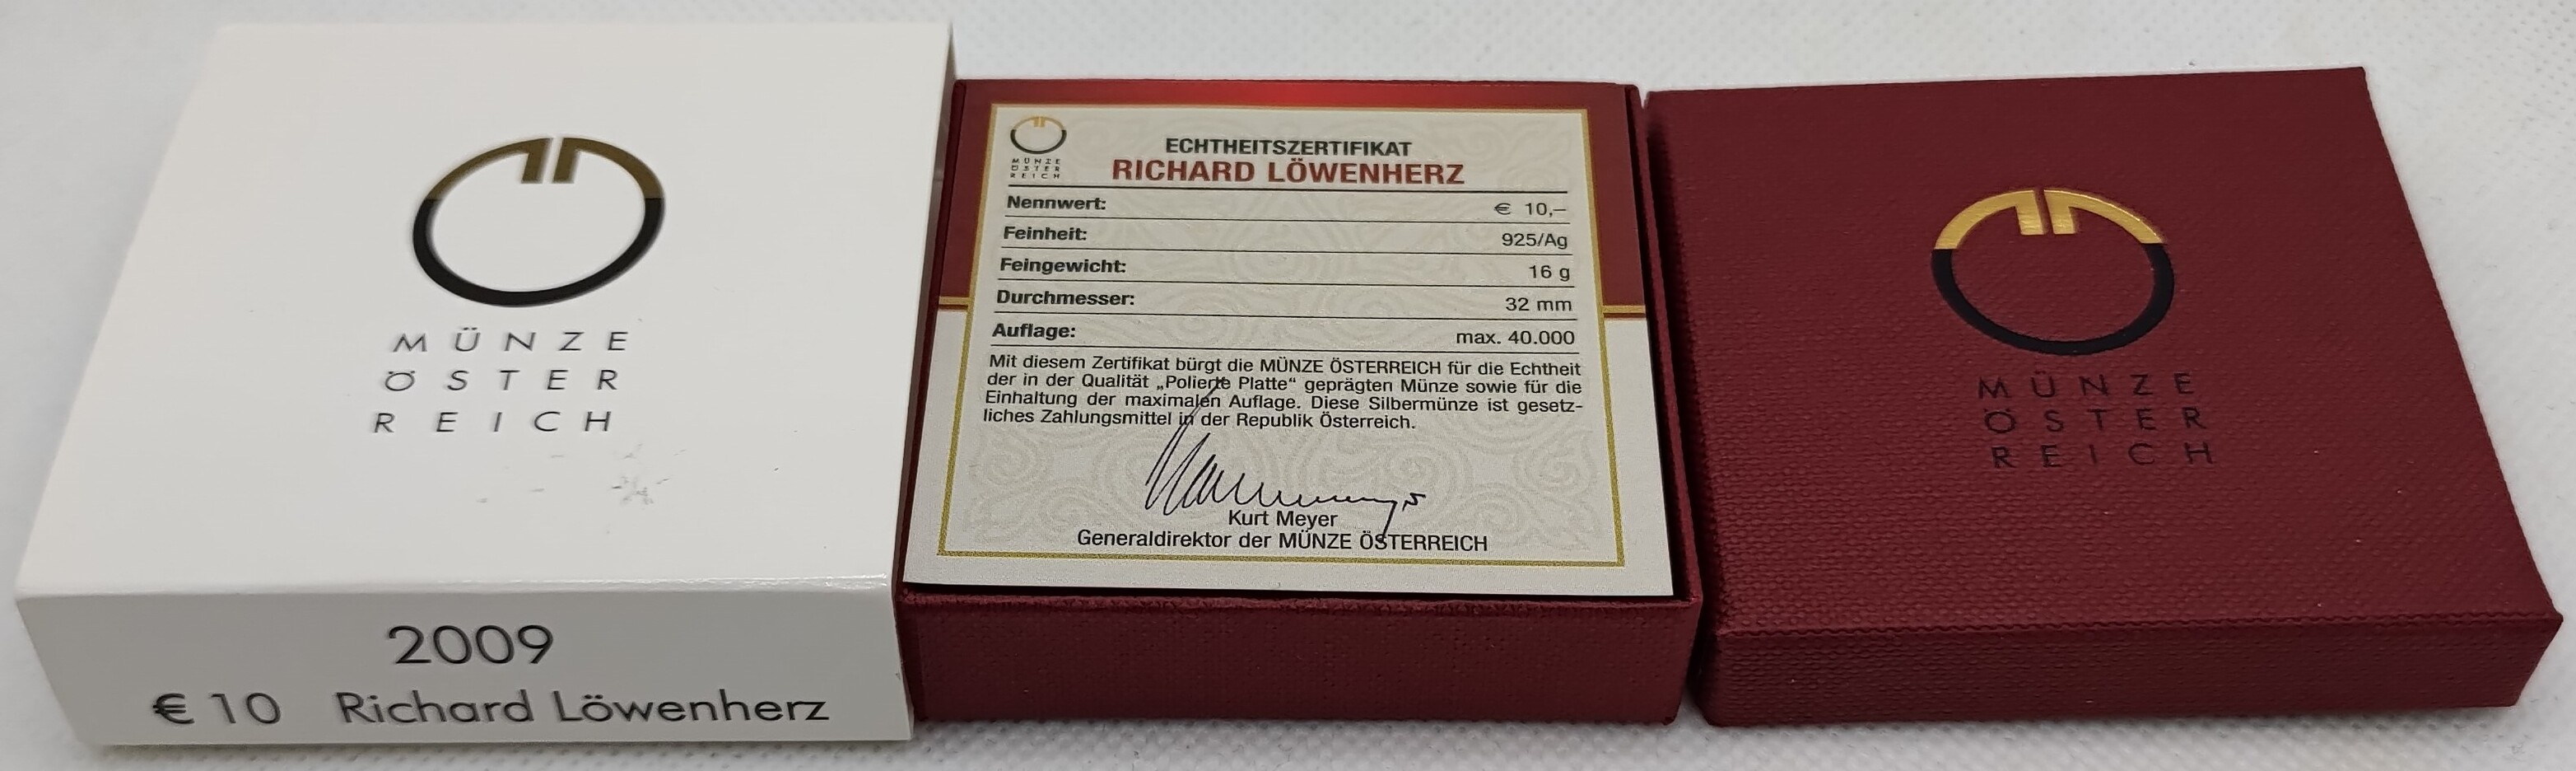 MÜNZE
ÖSTER
REICH
2009
€ 10 Richard Löwenherz
MÜNZE
ÖSTER
REICH
ECHTHEITSZERTIFIKAT
RICHARD LÖWENHERZ
Nennwert: € 10,–
Feinheit: 925/Ag
Feingewicht: 16 g
Durchmesser: 32 mm
Auflage: max. 40.000
Mit diesem Zertifikat bürgt die MÜNZE ÖSTERREICH für die Echtheit
der in der Qualität „Polierte Platte“ geprägten Münze sowie für die
Einhaltung der maximalen Auflage. Diese Silbermünze ist gesetz-
liches Zahlungsmittel in der Republik Österreich.
Kurt Meyer
Generaldirektor der MÜNZE ÖSTERREICH
MÜNZE
ÖSTER
REICH